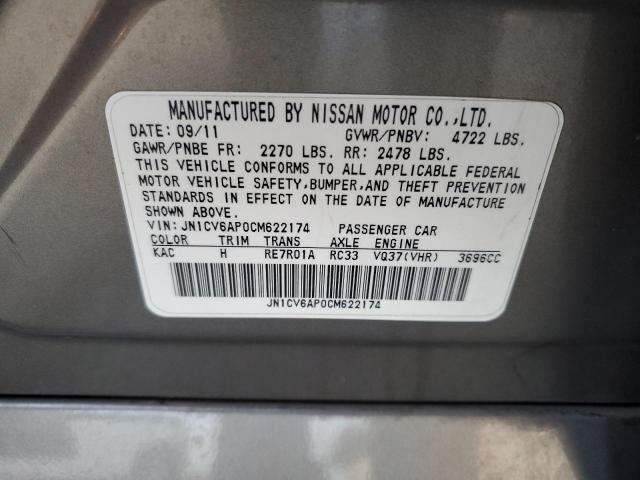 MANUFACTURED BY NISSAN MOTOR CO.,LTD.
DATE: 09/11 GVWR/PNBV: 4722 LBS.
GAWR/PNBE FR: 2270 LBS. RR: 2478 LBS.
THIS VEHICLE CONFORMS TO ALL APPLICABLE FEDERAL
MOTOR VEHICLE SAFETY,BUMPER,AND THEFT PREVENTION
STANDARDS IN EFFECT ON THE DATE OF MANUFACTURE
SHOWN ABOVE.
VIN: JN1CV6AP0CM622174 PASSENGER CAR
COLOR TRIM TRANS AXLE ENGINE
KAC H RE7R01A RC33 VQ37(VHR) 3696CC
JN1CV6AP0CM622174